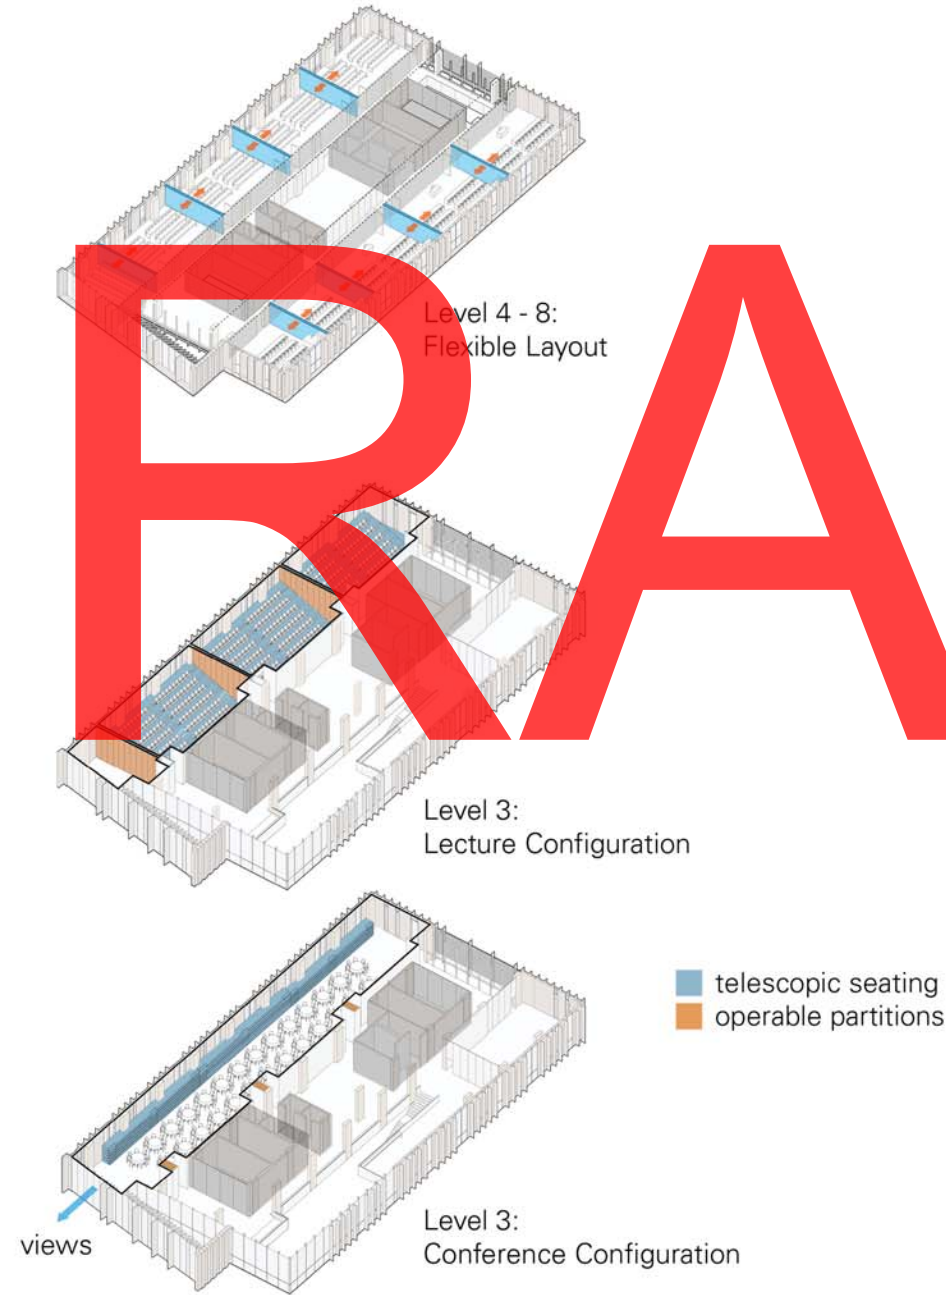 RA
Level 4 - 8:
Flexible Layout
Level 3:
Lecture Configuration
telescopic seating
operable partitions
views
Level 3:
Conference Configuration